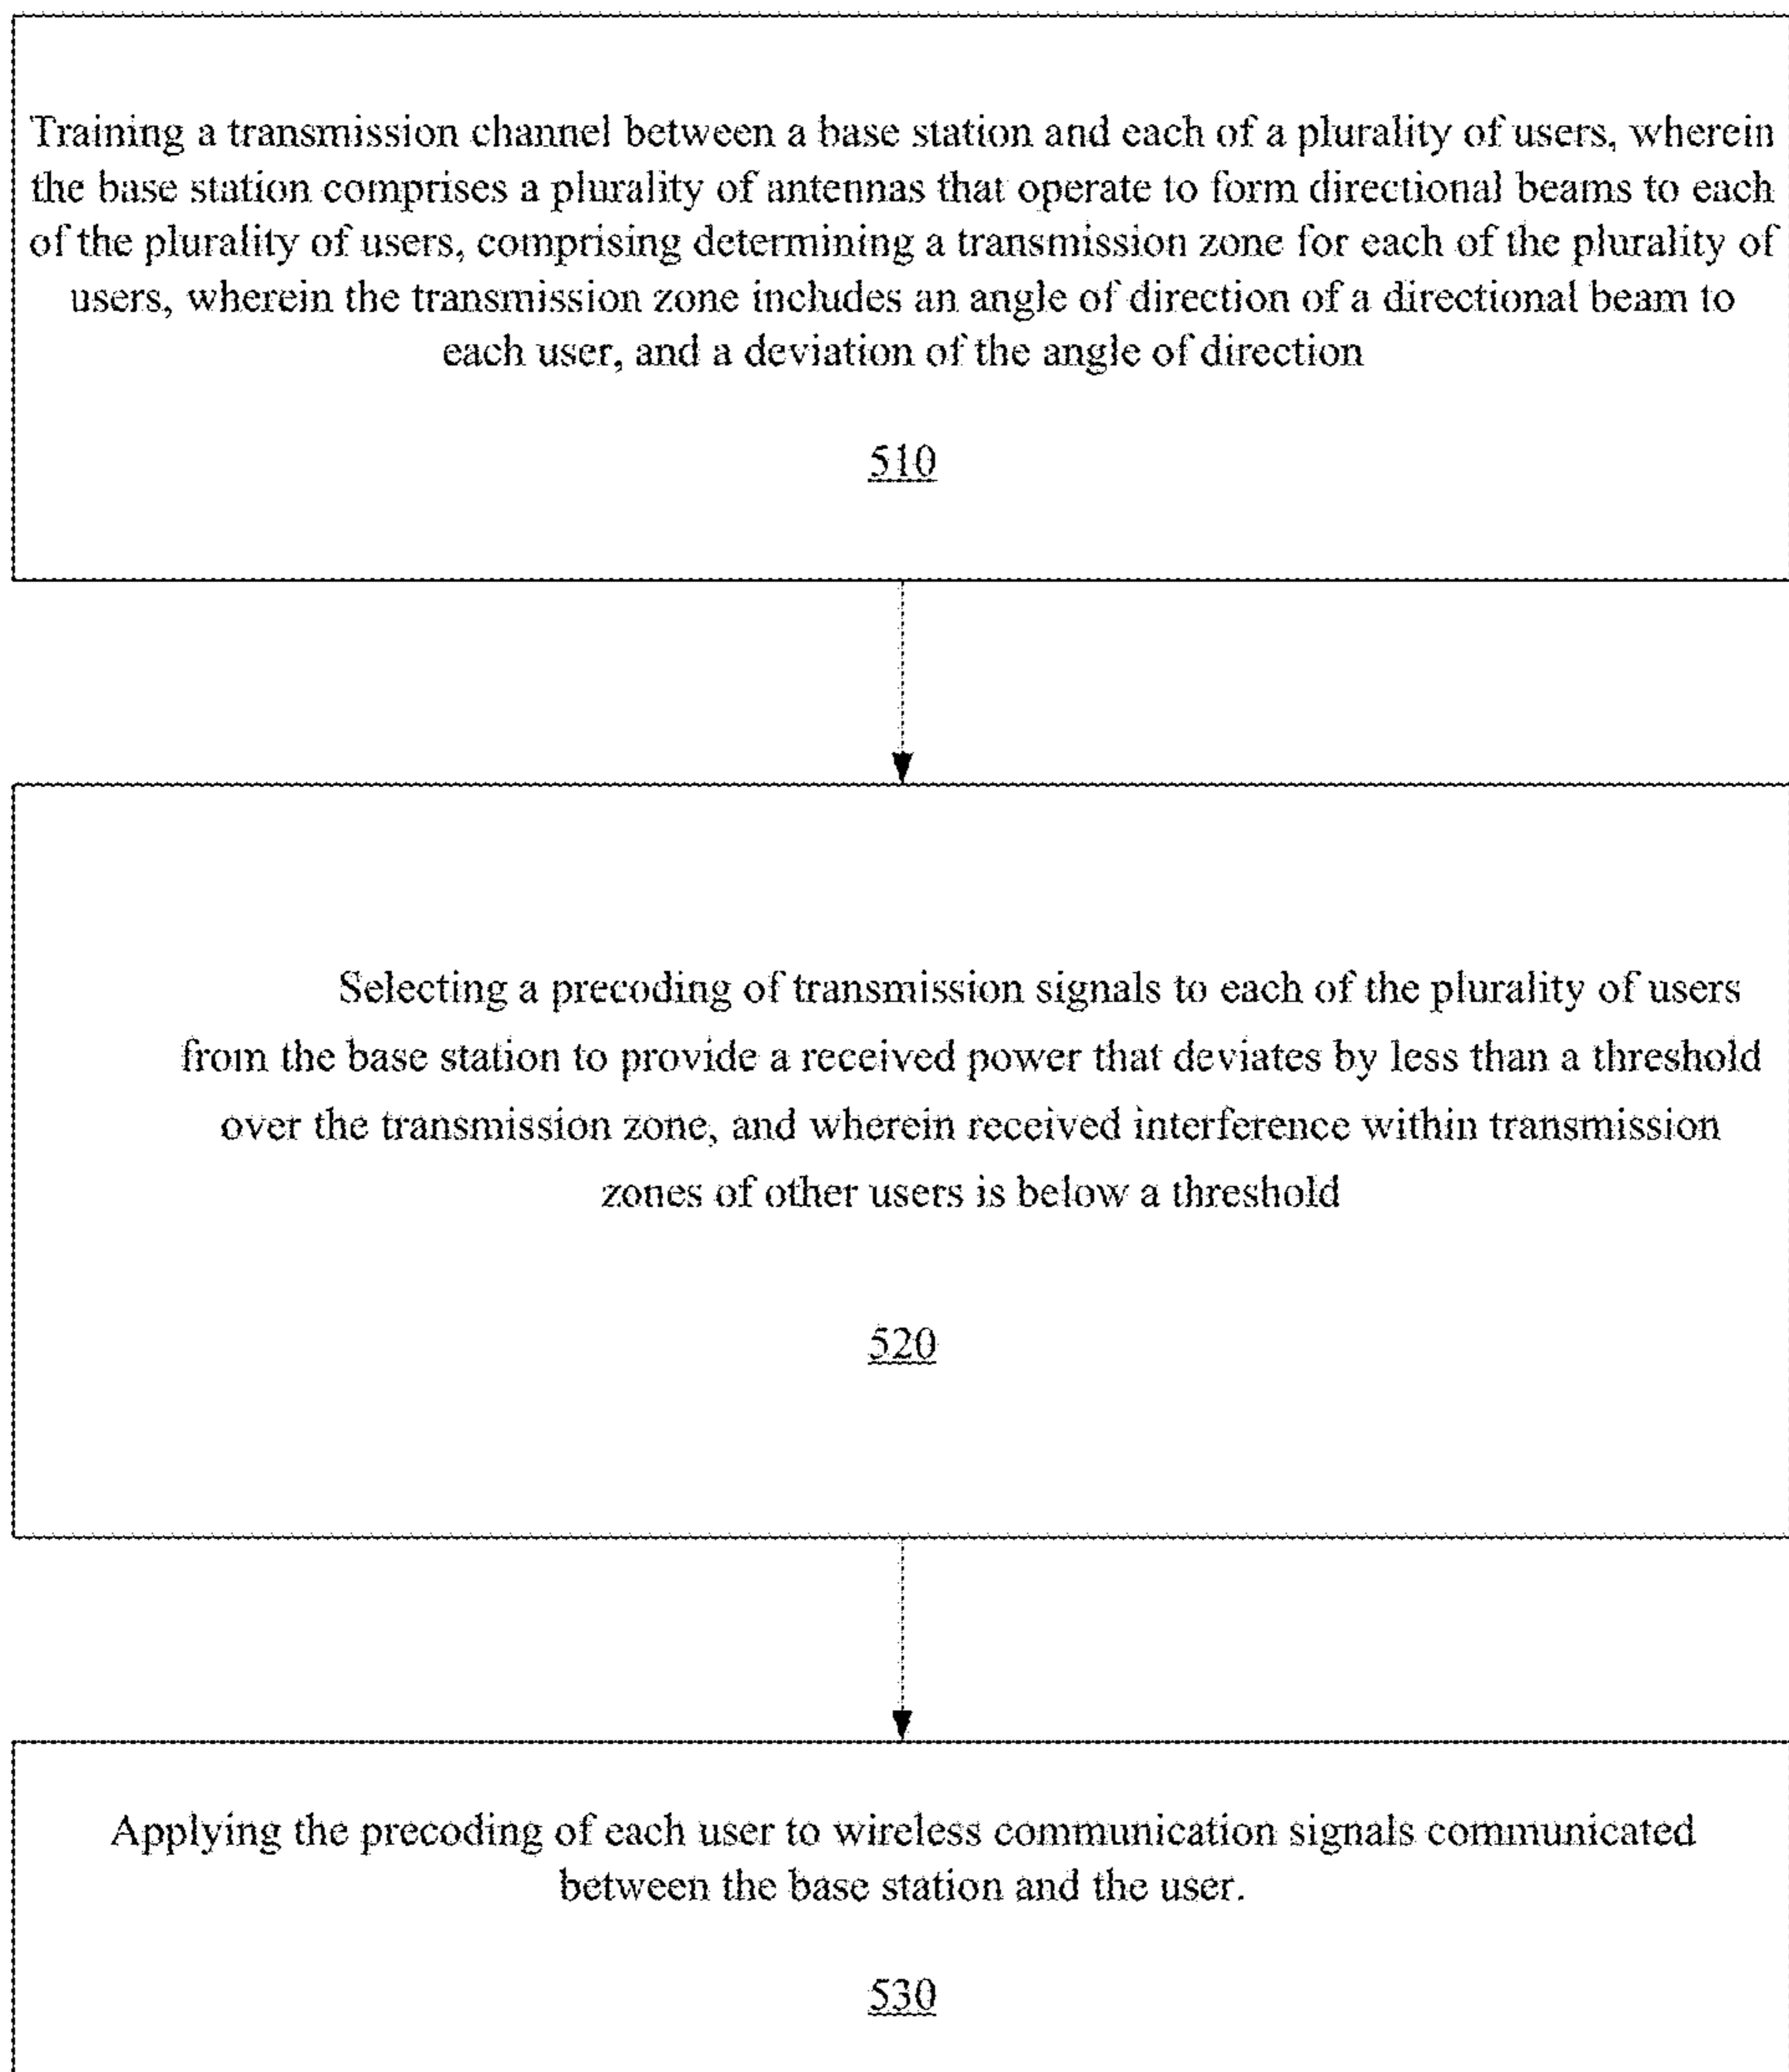 Training a transmission channel between a base station and each of a plurality of users, wherein
the base station comprises a plurality of antennas that operate to form directional beams to each
of the plurality of users, comprising determining a transmission zone for each of the plurality of
users, wherein the transmission zone includes an angle of direction of a directional beam to
each user, and a deviation of the angle of direction
510
Selecting a precoding of transmission signals to each of the plurality of users
from the base station to provide a received power that deviates by less than a threshold
over the transmission zone, and wherein received interference within transmission
zones of other users is below a threshold
520
Applying the precoding of each user to wireless communication signals communicated
between the base station and the user.
530